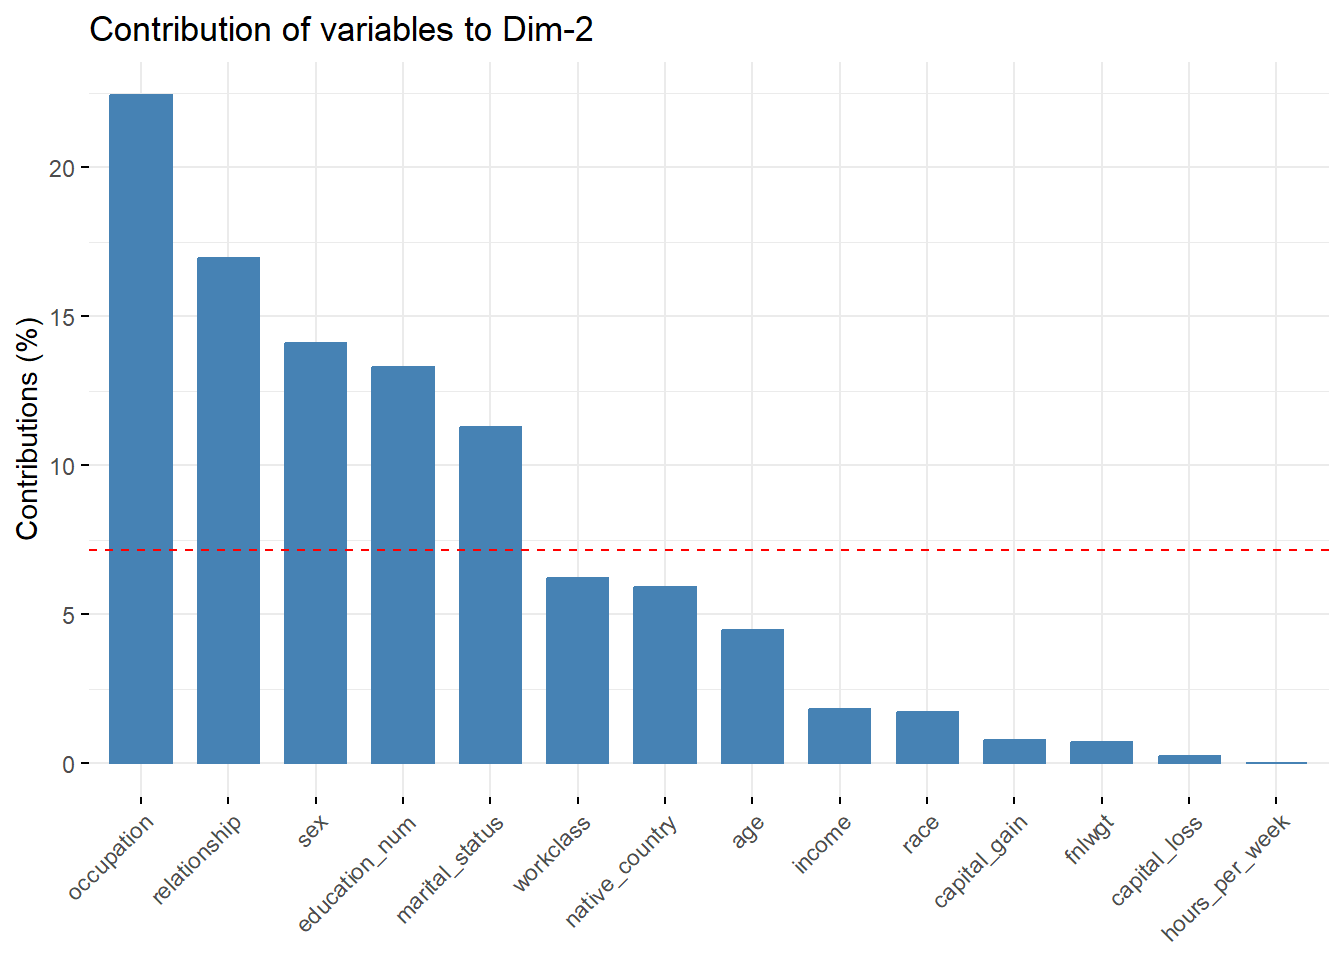 Contribution of variables to Dim-2
Contributions (%)
20
15
10
5
0
occupation
relationship
sex
education_num
marital_status
workclass
native_country
age
income
race
capital_gain
fnlwgt
capital_loss
hours_per_week